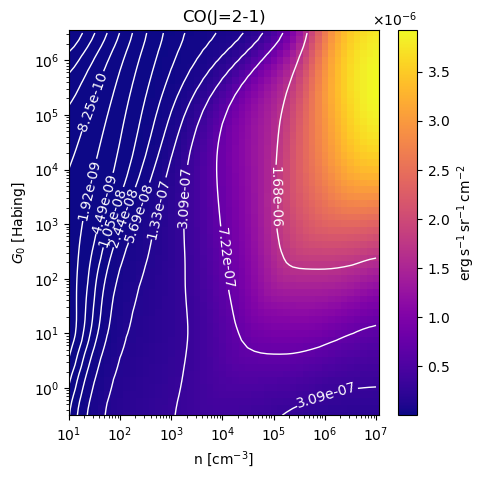 CO(J=2-1)
×10⁻⁶
10⁶
10⁵
10⁴
10³
10²
10¹
10⁰
G₀ [Habing]
8.25e-10
1.92e-09
4.49e-09
1.05e-08
2.44e-08
5.69e-08
1.33e-07
3.09e-07
7.22e-07
1.68e-06
3.09e-07
10¹ 10² 10³ 10⁴ 10⁵ 10⁶ 10⁷
n [cm⁻³]
3.5
3.0
2.5
2.0
1.5
1.0
0.5
erg s⁻¹ sr⁻¹ cm⁻²